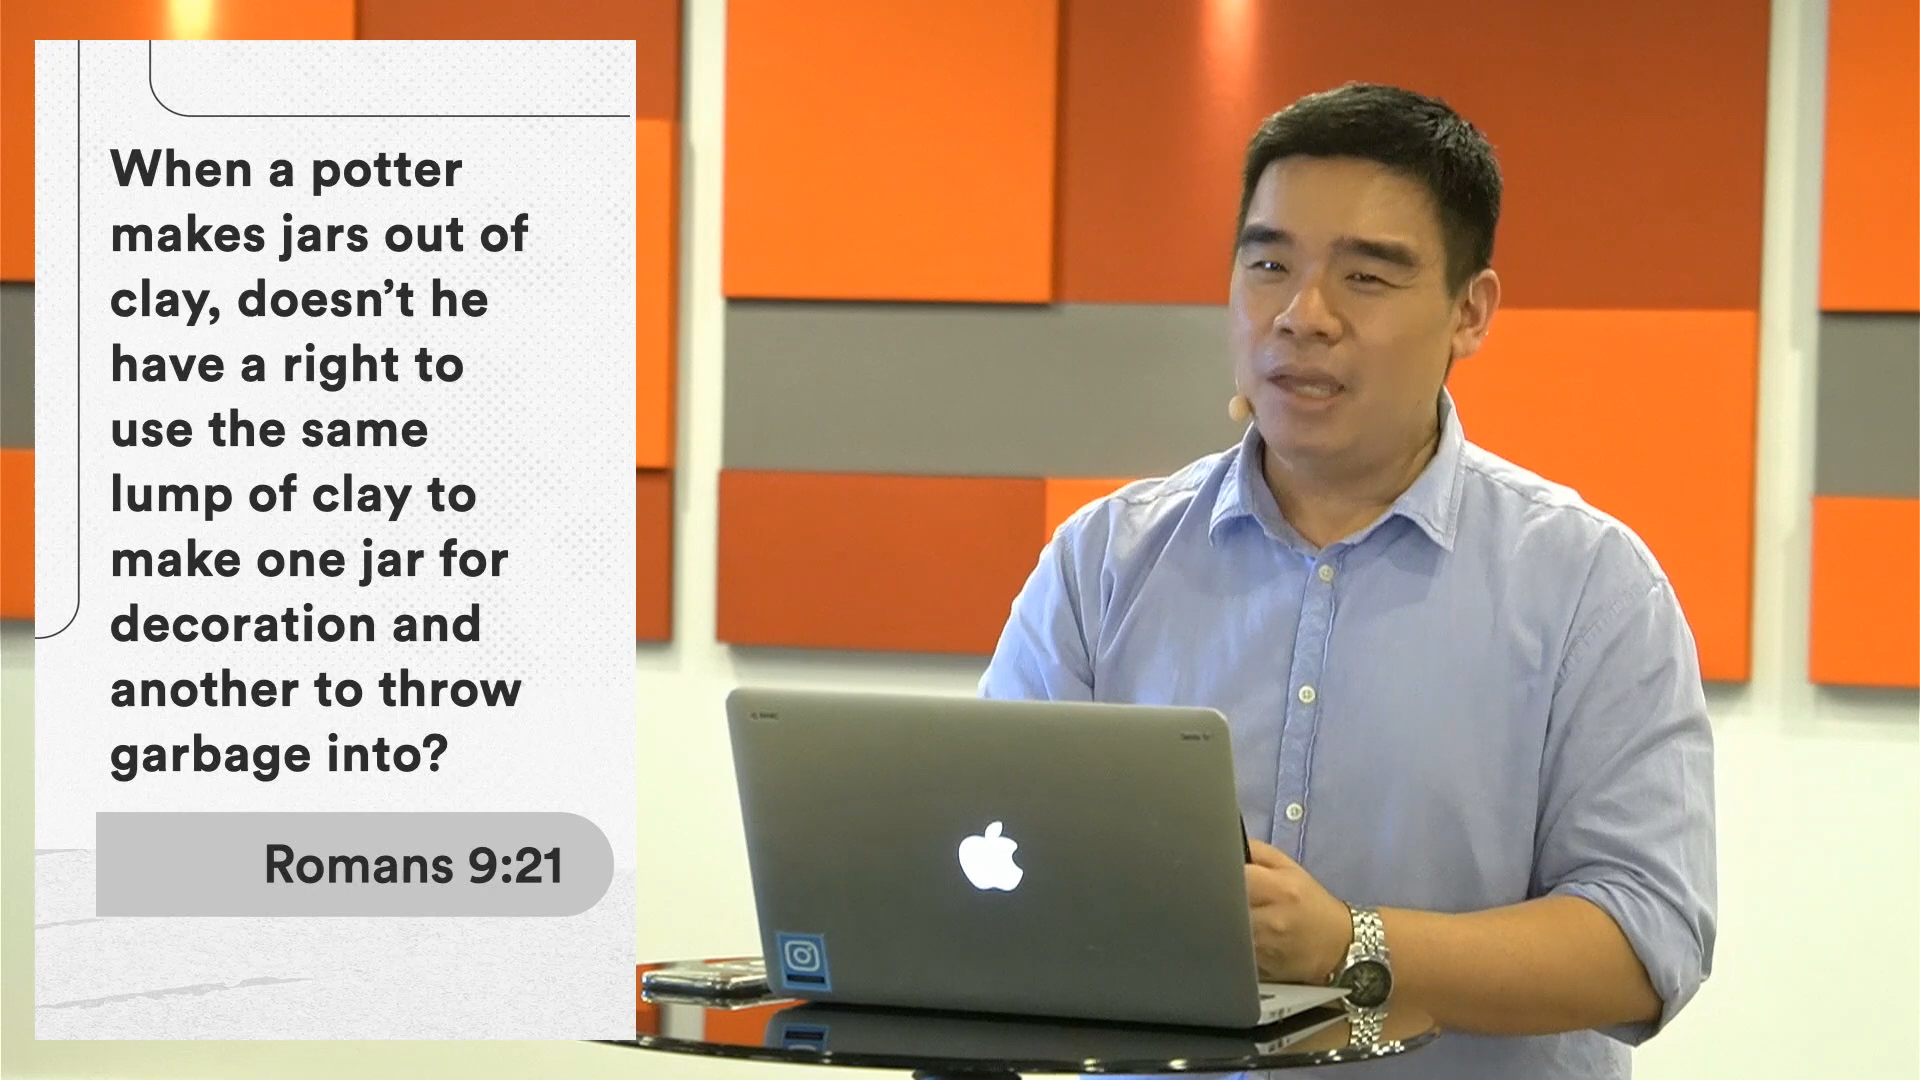 When a potter
makes jars out of
clay, doesn’t he
have a right to
use the same
lump of clay to
make one jar for
decoration and
another to throw
garbage into?
Romans 9:21